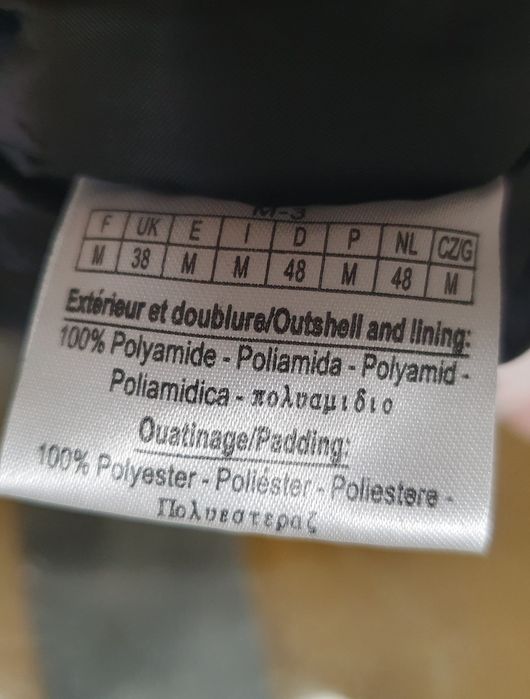 M-3
F UK E I D P NL CZ/G
M 38 M M 48 M 48 M
Extérieur et doublure/Outshell and lining:
100% Polyamide - Poliamida - Polyamid -
Poliamidica - πολυαμιδιο
Ouatinage/Padding:
100% Polyester - Poliéster - Poliestere -
Πολυεστεραζ